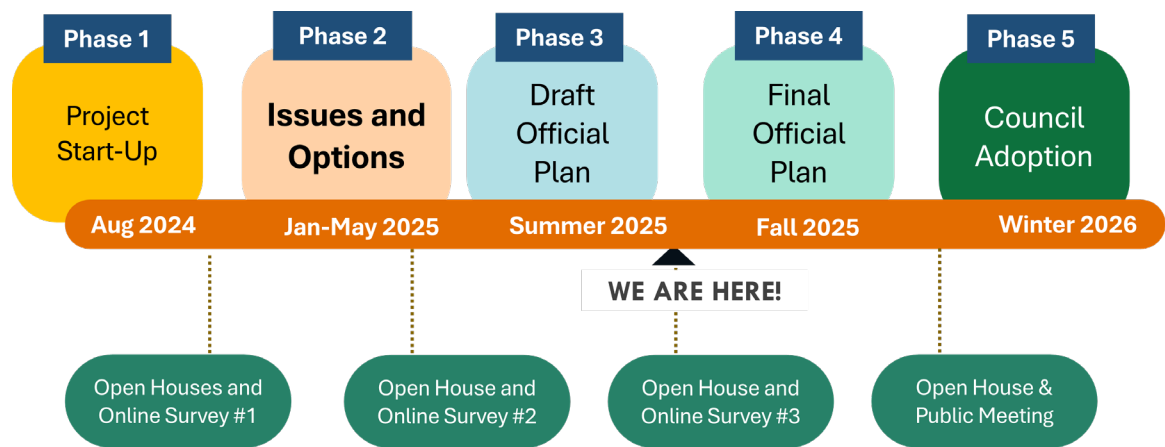 Phase 1
Phase 2
Phase 3
Phase 4
Phase 5
Project
Start-Up
Issues and
Options
Draft
Official
Plan
Final
Official
Plan
Council
Adoption
Aug 2024
Jan-May 2025
Summer 2025
Fall 2025
Winter 2026
WE ARE HERE!
Open Houses and
Online Survey #1
Open House and
Online Survey #2
Open House and
Online Survey #3
Open House &
Public Meeting